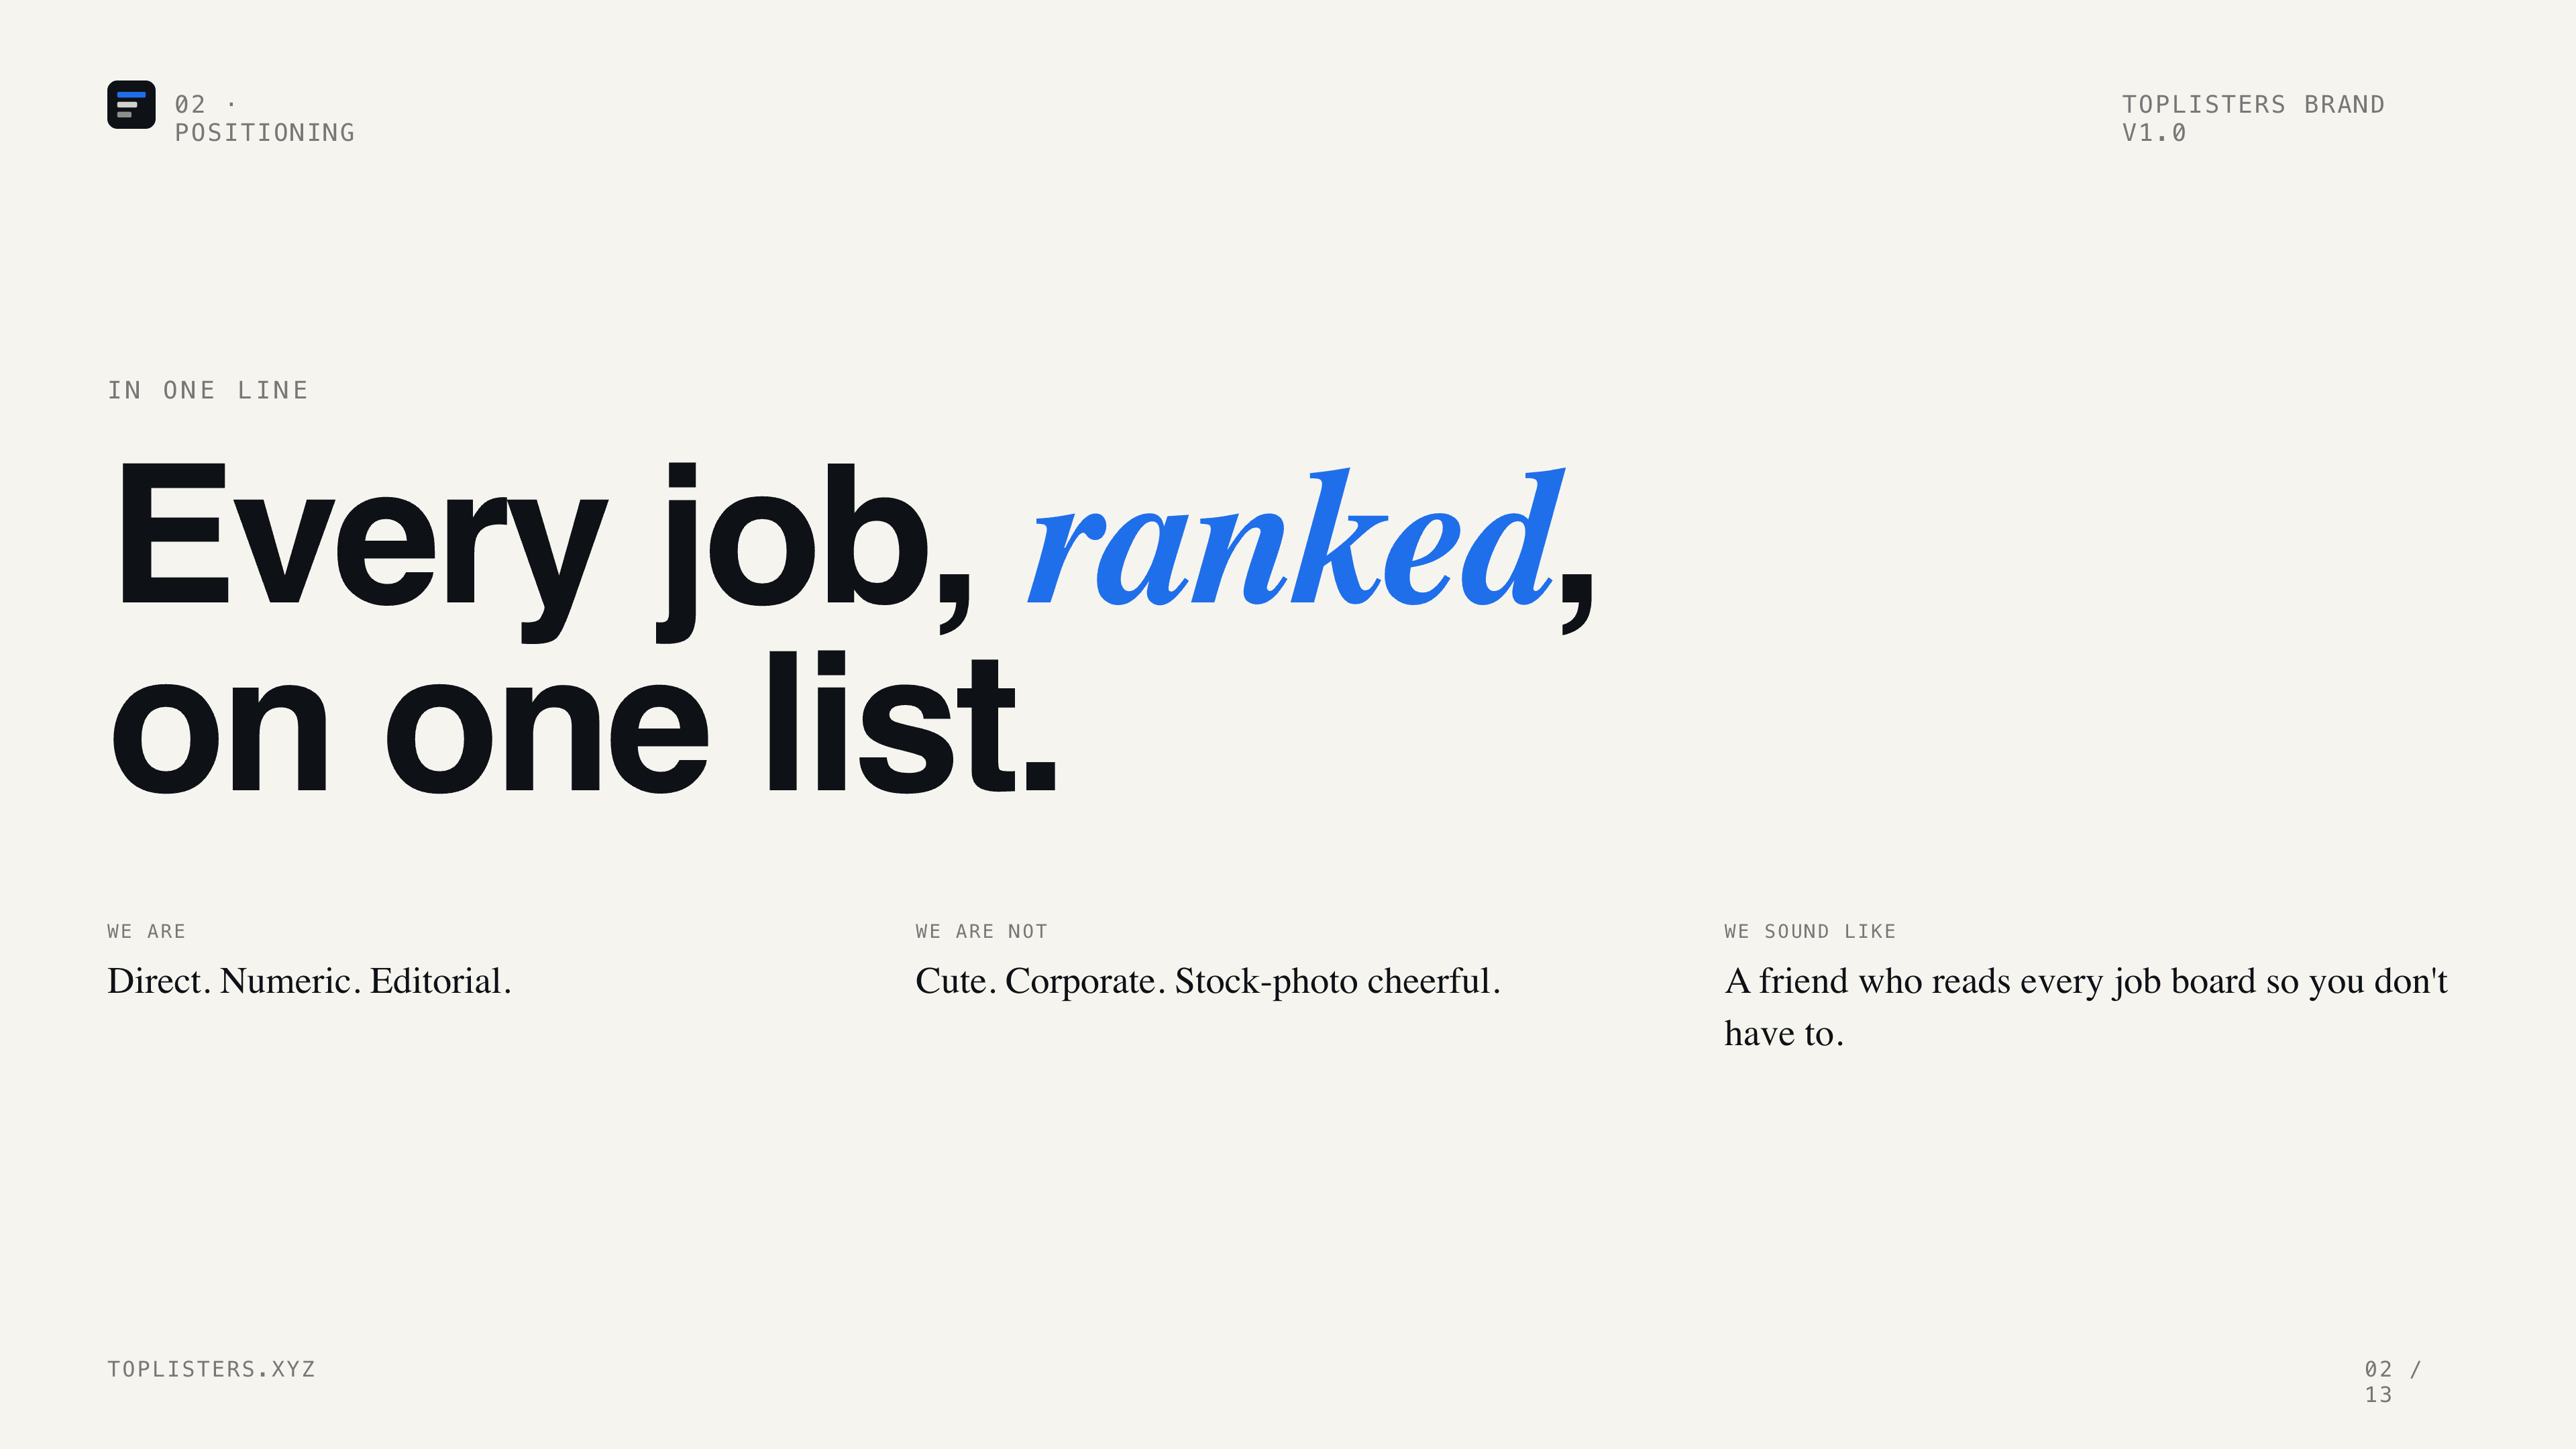 02 ·
POSITIONING
TOPLISTERS BRAND
V1.0
IN ONE LINE
Every job, ranked,
on one list.
WE ARE
Direct. Numeric. Editorial.
WE ARE NOT
Cute. Corporate. Stock-photo cheerful.
WE SOUND LIKE
A friend who reads every job board so you don't
have to.
TOPLISTERS.XYZ
02 /
13